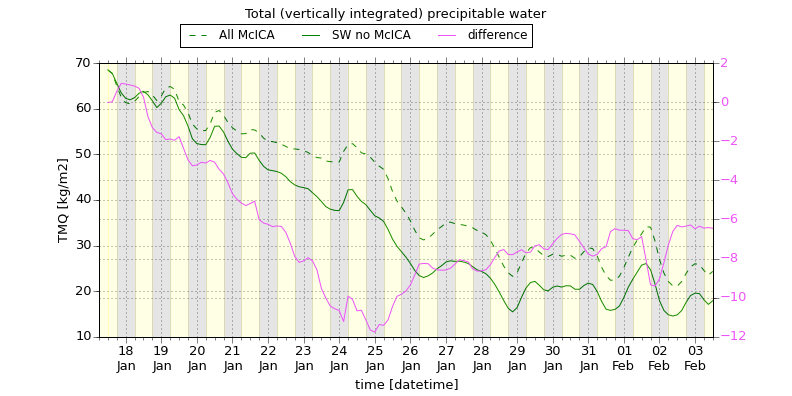 Total (vertically integrated) precipitable water
All McICA SW no McICA difference
TMQ [kg/m2]
70
60
50
40
30
20
10
2
0
−2
−4
−6
−8
−10
−12
18 19 20 21 22 23 24 25 26 27 28 29 30 31 01 02 03
Jan Jan Jan Jan Jan Jan Jan Jan Jan Jan Jan Jan Jan Jan Feb Feb Feb
time [datetime]